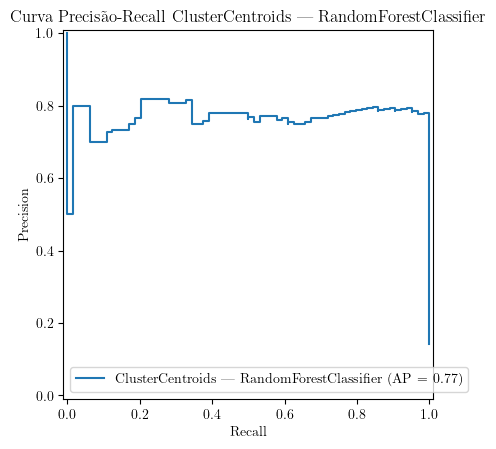 Curva Precisão-Recall ClusterCentroids — RandomForestClassifier
1.0
0.8
0.6
0.4
0.2
0.0
Precision
ClusterCentroids — RandomForestClassifier (AP = 0.77)
0.0 0.2 0.4 0.6 0.8 1.0
Recall